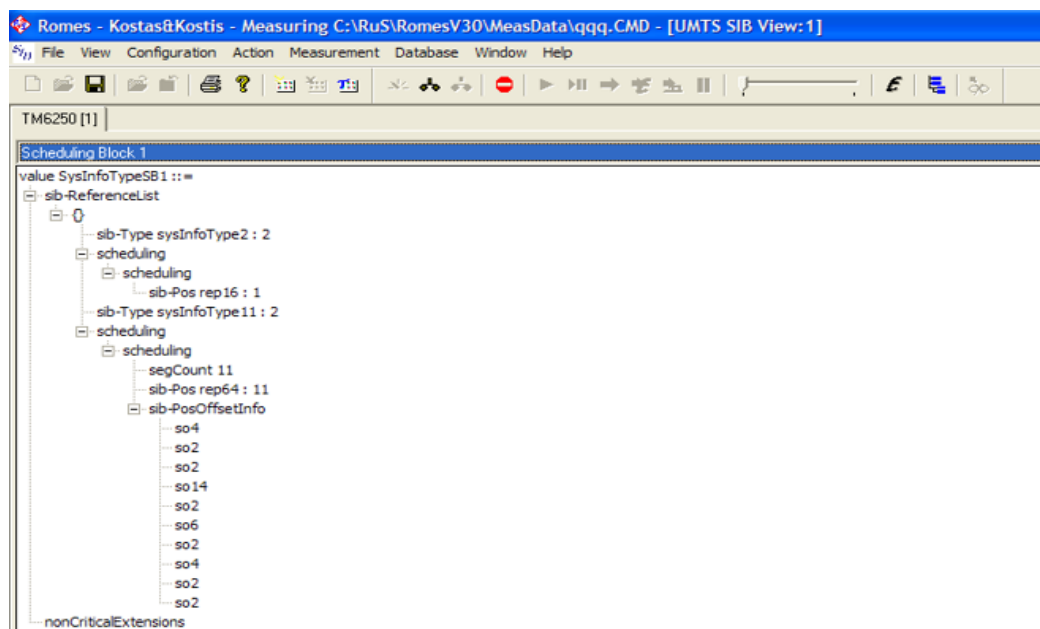 Romes - Kostas&Kostis - Measuring C:\RuS\RomesV30\MeasData\qqq.CMD - [UMTS SIB View:1]
File View Configuration Action Measurement Database Window Help
TM6250 [1]
Scheduling Block 1
value SysInfoTypeSB1 ::=
sib-ReferenceList
{}
sib-Type sysInfoType2 : 2
scheduling
scheduling
sib-Pos rep16 : 1
sib-Type sysInfoType11 : 2
scheduling
scheduling
segCount 11
sib-Pos rep64 : 11
sib-PosOffsetInfo
so4
so2
so2
so14
so2
so6
so2
so4
so2
so2
nonCriticalExtensions